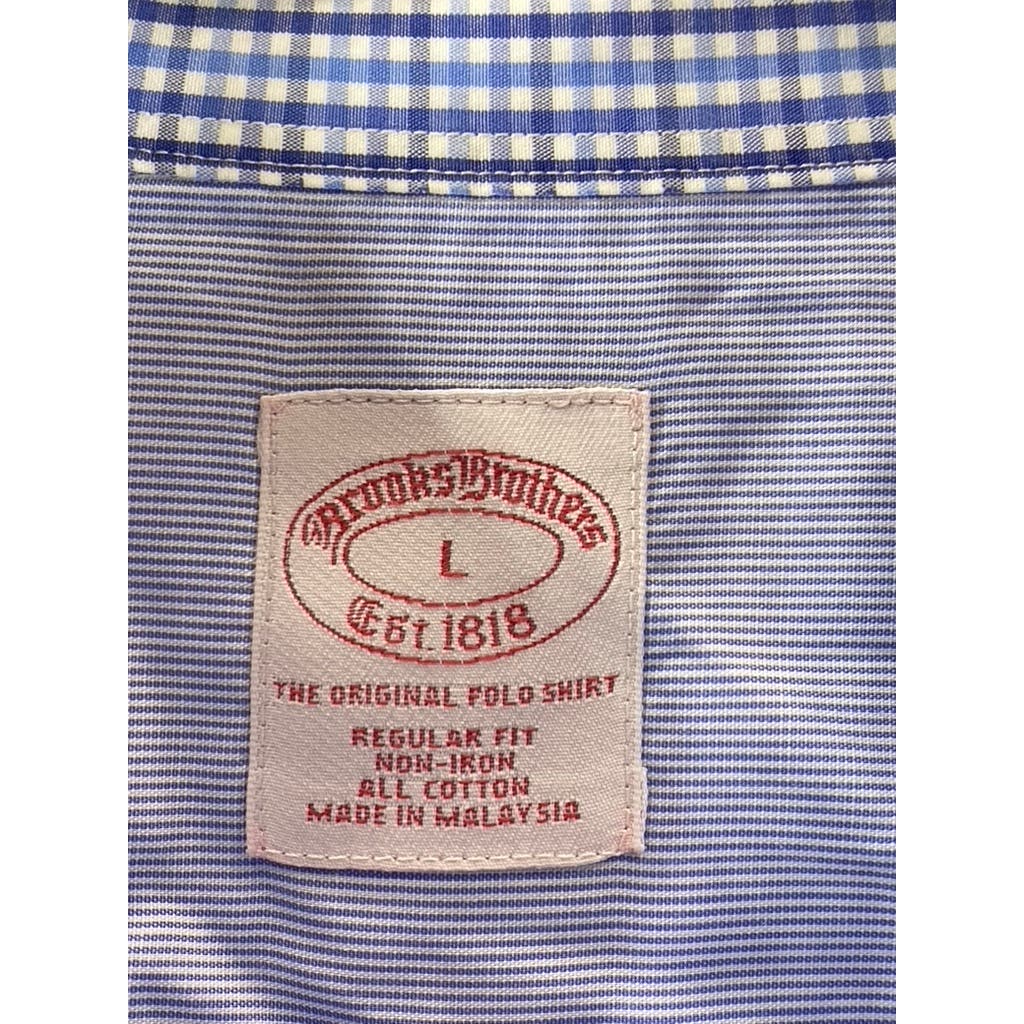 Brooks Brothers
L
Est. 1818
THE ORIGINAL POLO SHIRT
REGULAR FIT
NON-IRON
ALL COTTON
MADE IN MALAYSIA